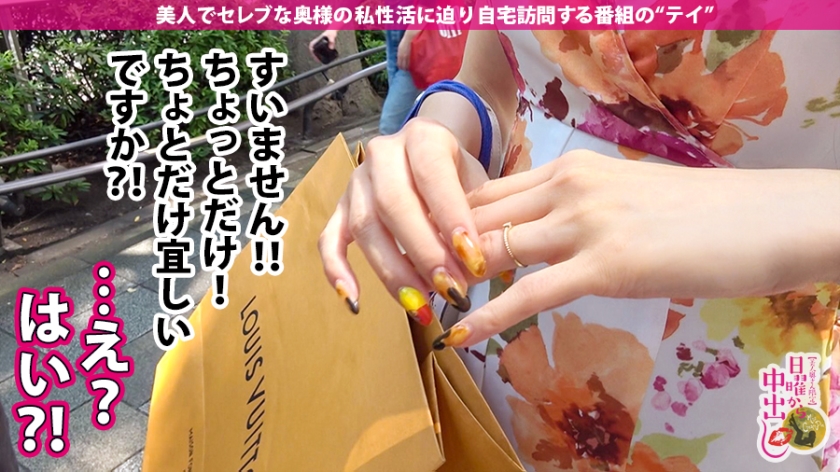 美人でセレブな奥様の私性活に迫り自宅訪問する番組の“テイ”
すいません!!
ちょっとだけ!
ちょとだけ宜しい
ですか?!
…え?
はい?!
LOUIS VUITT
日曜から
中出し